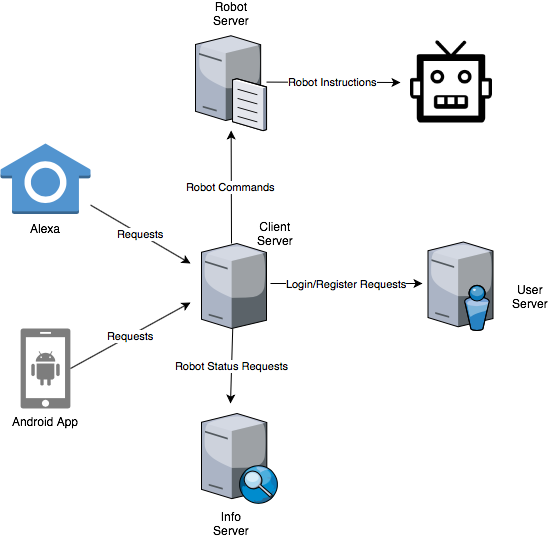 Robot
Server
Robot Instructions
Robot Commands
Alexa
Requests
Client
Server
Login/Register Requests
User
Server
Requests
Robot Status Requests
Android App
Info
Server